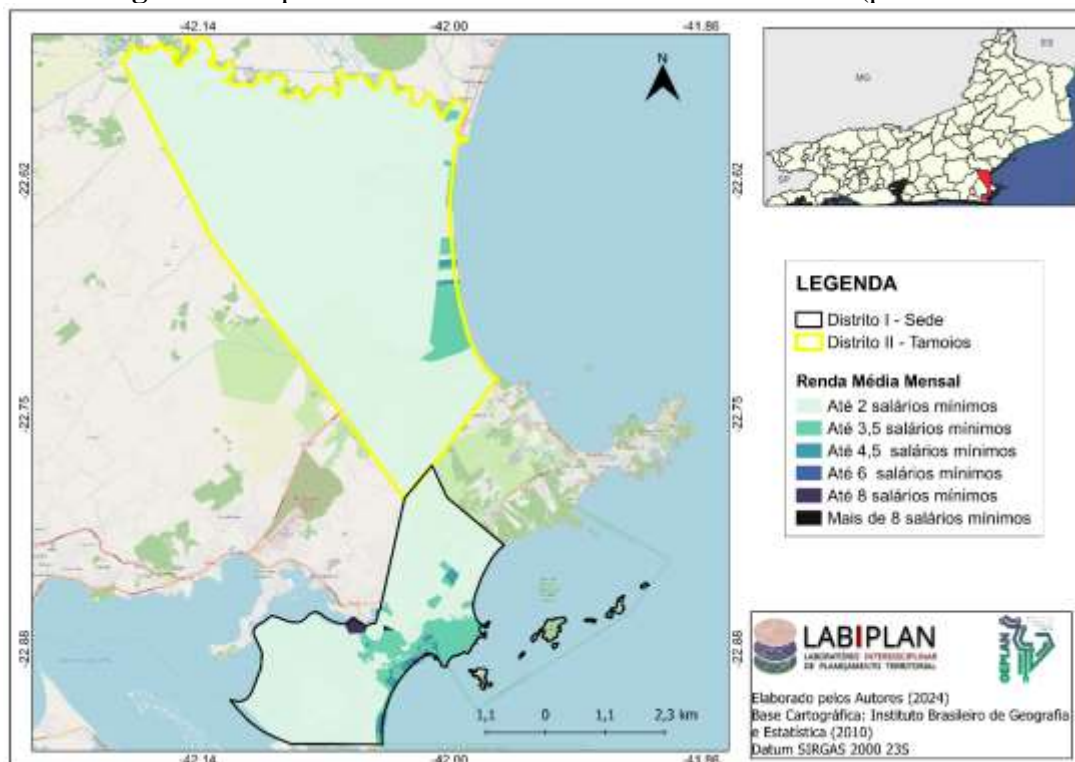 -42.14 -42.00 -41.86
N
-22.62 -22.62
-22.75 -22.75
-22.88 -22.88
MG
ES
SP
LEGENDA
Distrito I - Sede
Distrito II - Tamoios
Renda Média Mensal
Até 2 salários mínimos
Até 3,5 salários mínimos
Até 4,5 salários mínimos
Até 6 salários mínimos
Até 8 salários mínimos
Mais de 8 salários mínimos
1,1 0 1,1 2,3 km
-42.14 -42.00 -41.86
LABIPLAN
LABORATÓRIO INTERDISCIPLINAR
DE PLANEJAMENTO TERRITORIAL
GEPLAN
Elaborado pelos Autores (2024)
Base Cartográfica: Instituto Brasileiro de Geografia
e Estatística (2010)
Datum SIRGAS 2000 23S